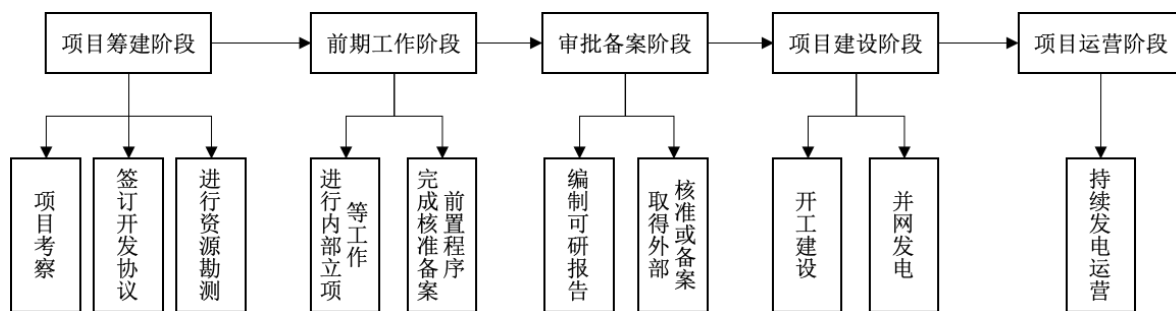 项目筹建阶段
前期工作阶段
审批备案阶段
项目建设阶段
项目运营阶段
项目考察
签订开发协议
进行资源勘测
进行内部立项
等工作
完成核准备案
前置程序
编制可研报告
取得外部
核准或备案
开工建设
并网发电
持续发电运营